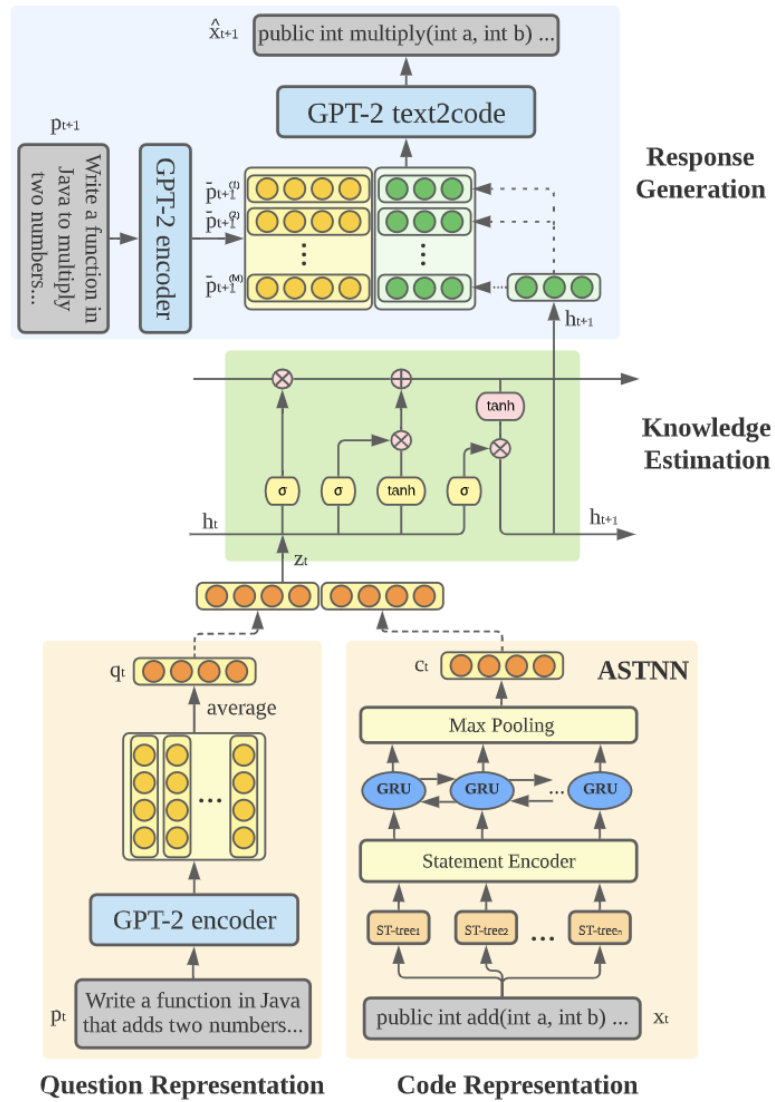 x̂t+1
public int multiply(int a, int b) ...
GPT-2 text2code
pt+1
Write a function in
Java to multiply
two numbers...
GPT-2 encoder
p̄t+1(1)
p̄t+1(2)
...
...
p̄t+1(M)
Response
Generation
ht+1
tanh
Knowledge
Estimation
σ
σ
tanh
σ
ht
ht+1
zt
qt
average
...
GPT-2 encoder
pt
Write a function in Java
that adds two numbers...
Question Representation
ct
ASTNN
Max Pooling
GRU
GRU
...
GRU
Statement Encoder
ST-tree1
ST-tree2
...
ST-treen
public int add(int a, int b) ...
xt
Code Representation